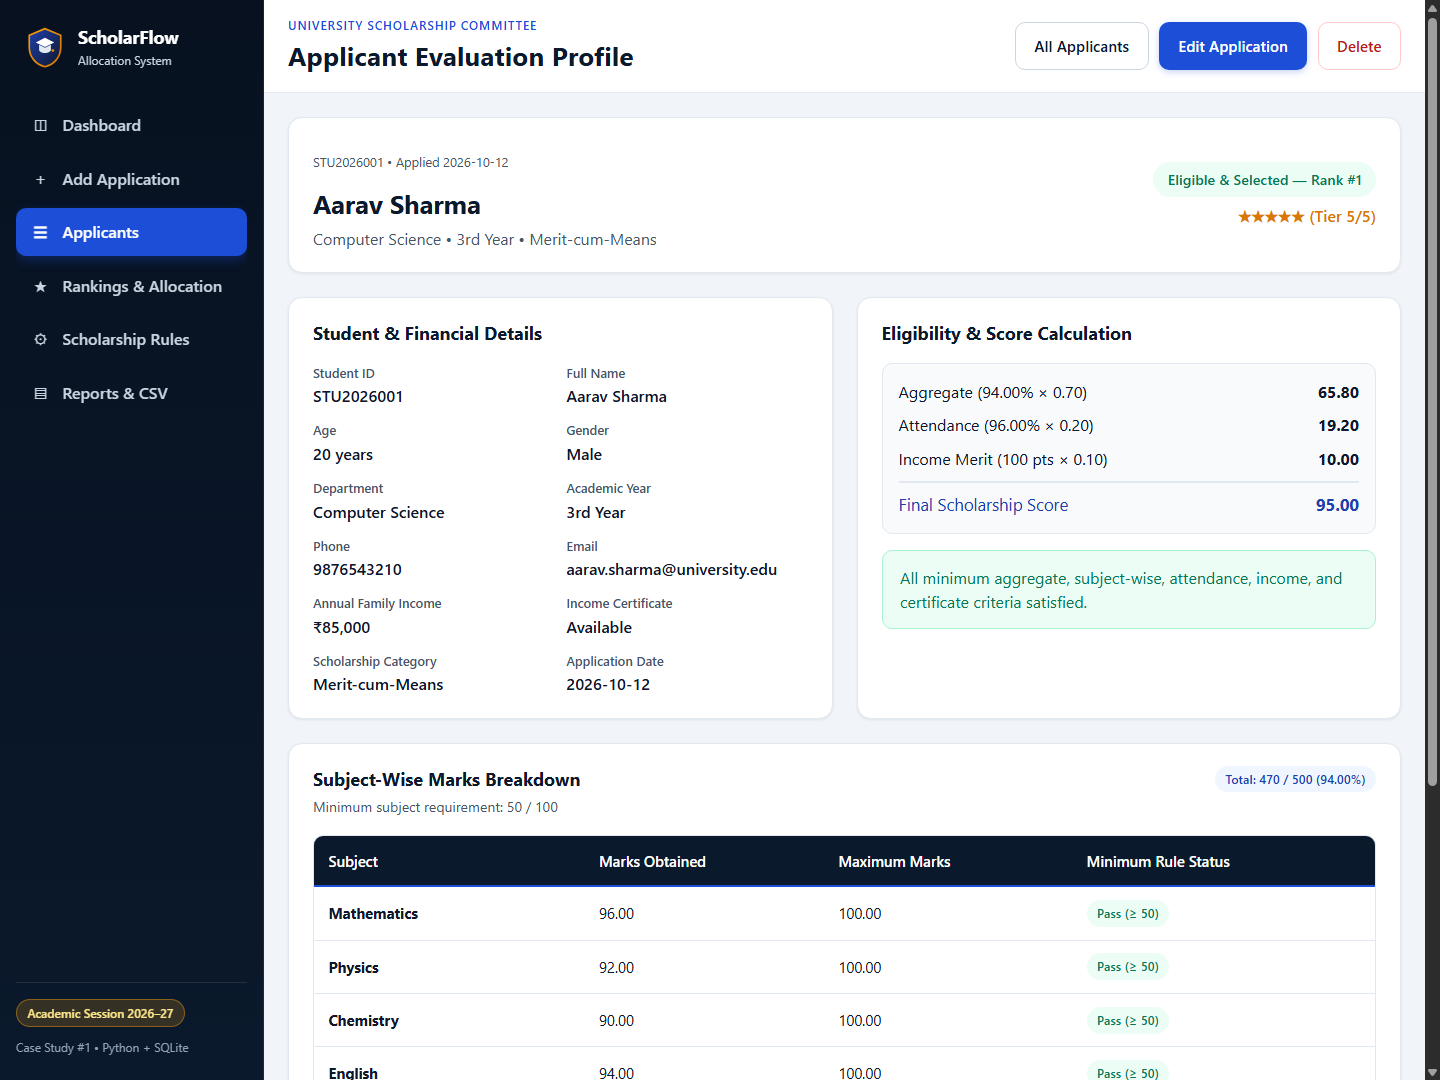 ScholarFlow
Allocation System
Dashboard
Add Application
Applicants
Rankings & Allocation
Scholarship Rules
Reports & CSV
Academic Session 2026–27
Case Study #1 • Python + SQLite
UNIVERSITY SCHOLARSHIP COMMITTEE
Applicant Evaluation Profile
All Applicants
Edit Application
Delete
STU2026001 • Applied 2026-10-12
Aarav Sharma
Computer Science • 3rd Year • Merit-cum-Means
Eligible & Selected — Rank #1
★★★★★ (Tier 5/5)
Student & Financial Details
Student ID Full Name
STU2026001 Aarav Sharma
Age Gender
20 years Male
Department Academic Year
Computer Science 3rd Year
Phone Email
9876543210 aarav.sharma@university.edu
Annual Family Income Income Certificate
₹85,000 Available
Scholarship Category Application Date
Merit-cum-Means 2026-10-12
Eligibility & Score Calculation
Aggregate (94.00% × 0.70) 65.80
Attendance (96.00% × 0.20) 19.20
Income Merit (100 pts × 0.10) 10.00
Final Scholarship Score 95.00
All minimum aggregate, subject-wise, attendance, income, and
certificate criteria satisfied.
Subject-Wise Marks Breakdown
Minimum subject requirement: 50 / 100
Total: 470 / 500 (94.00%)
Subject Marks Obtained Maximum Marks Minimum Rule Status
Mathematics 96.00 100.00 Pass (≥ 50)
Physics 92.00 100.00 Pass (≥ 50)
Chemistry 90.00 100.00 Pass (≥ 50)
English 94.00 100.00 Pass (≥ 50)